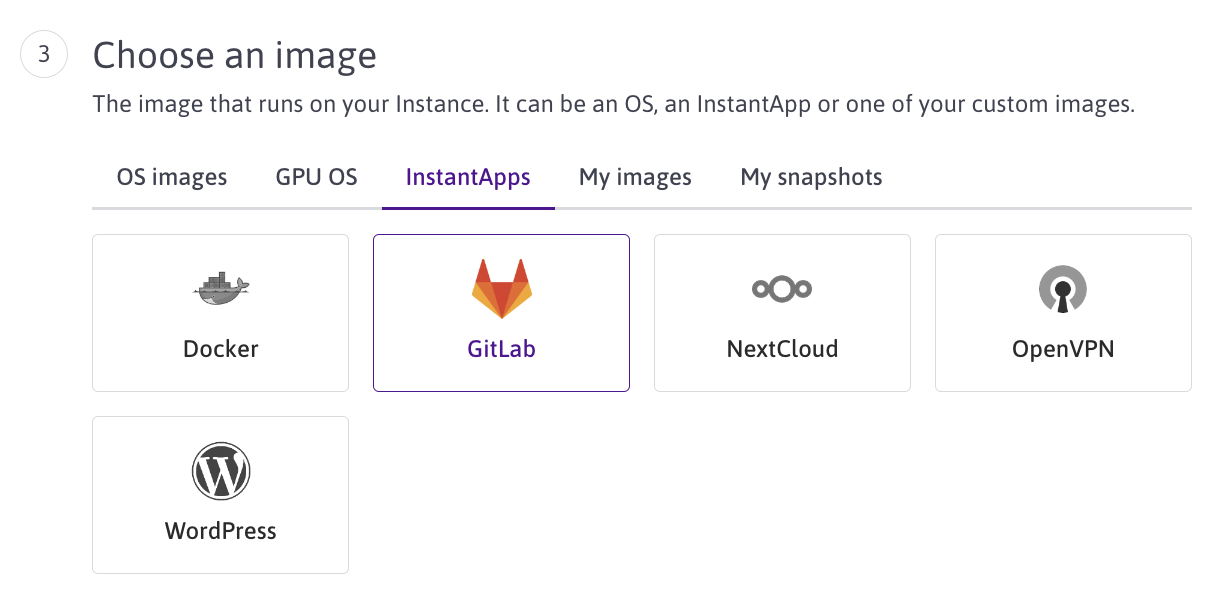 3
Choose an image
The image that runs on your Instance. It can be an OS, an InstantApp or one of your custom images.
OS images GPU OS InstantApps My images My snapshots
Docker GitLab NextCloud OpenVPN
WordPress